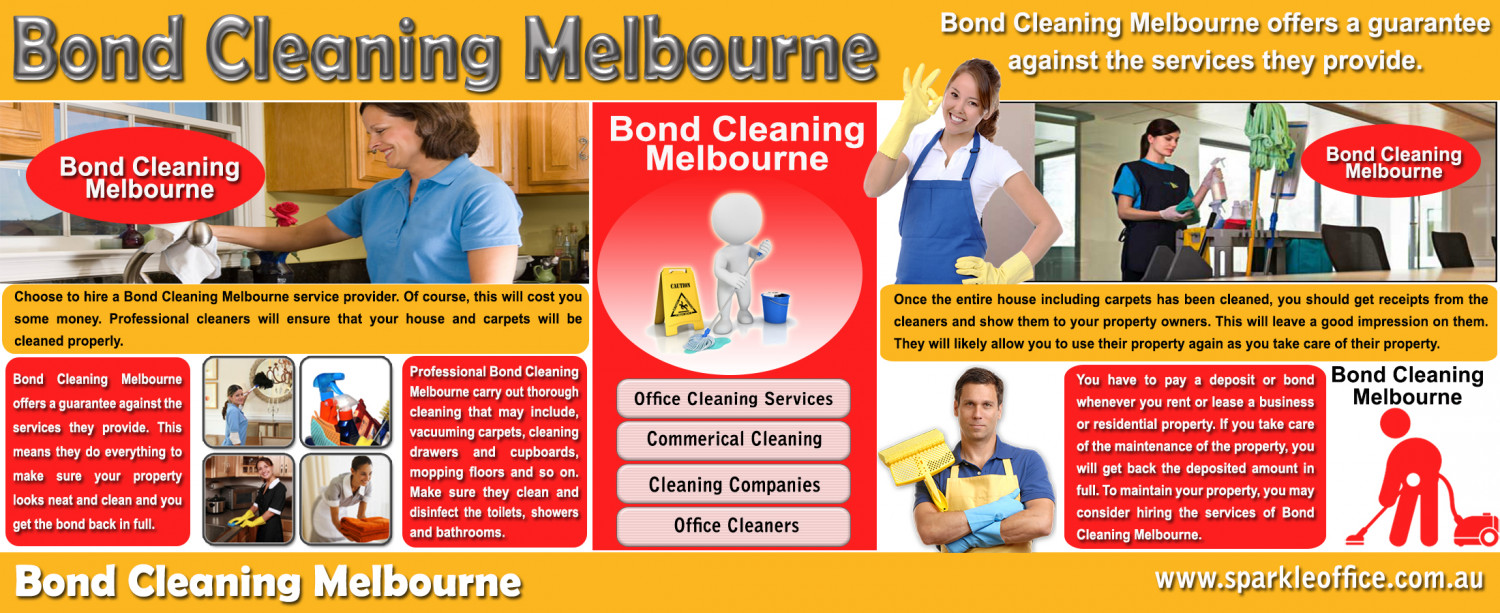 Bond Cleaning Melbourne
Bond Cleaning Melbourne offers a guarantee
against the services they provide.
Bond Cleaning
Melbourne
Choose to hire a Bond Cleaning Melbourne service provider. Of course, this will cost you
some money. Professional cleaners will ensure that your house and carpets will be
cleaned properly.
Bond Cleaning Melbourne
offers a guarantee against the
services they provide. This
means they do everything to
make sure your property
looks neat and clean and you
get the bond back in full.
Professional Bond Cleaning
Melbourne carry out thorough
cleaning that may include,
vacuuming carpets, cleaning
drawers and cupboards,
mopping floors and so on.
Make sure they clean and
disinfect the toilets, showers
and bathrooms.
Bond Cleaning
Melbourne
CAUTION
Office Cleaning Services
Commerical Cleaning
Cleaning Companies
Office Cleaners
Bond Cleaning
Melbourne
Once the entire house including carpets has been cleaned, you should get receipts from the
cleaners and show them to your property owners. This will leave a good impression on them.
They will likely allow you to use their property again as you take care of their property.
You have to pay a deposit or bond
whenever you rent or lease a business
or residential property. If you take care
of the maintenance of the property, you
will get back the deposited amount in
full. To maintain your property, you may
consider hiring the services of Bond
Cleaning Melbourne.
Bond Cleaning
Melbourne
Bond Cleaning Melbourne
www.sparkleoffice.com.au